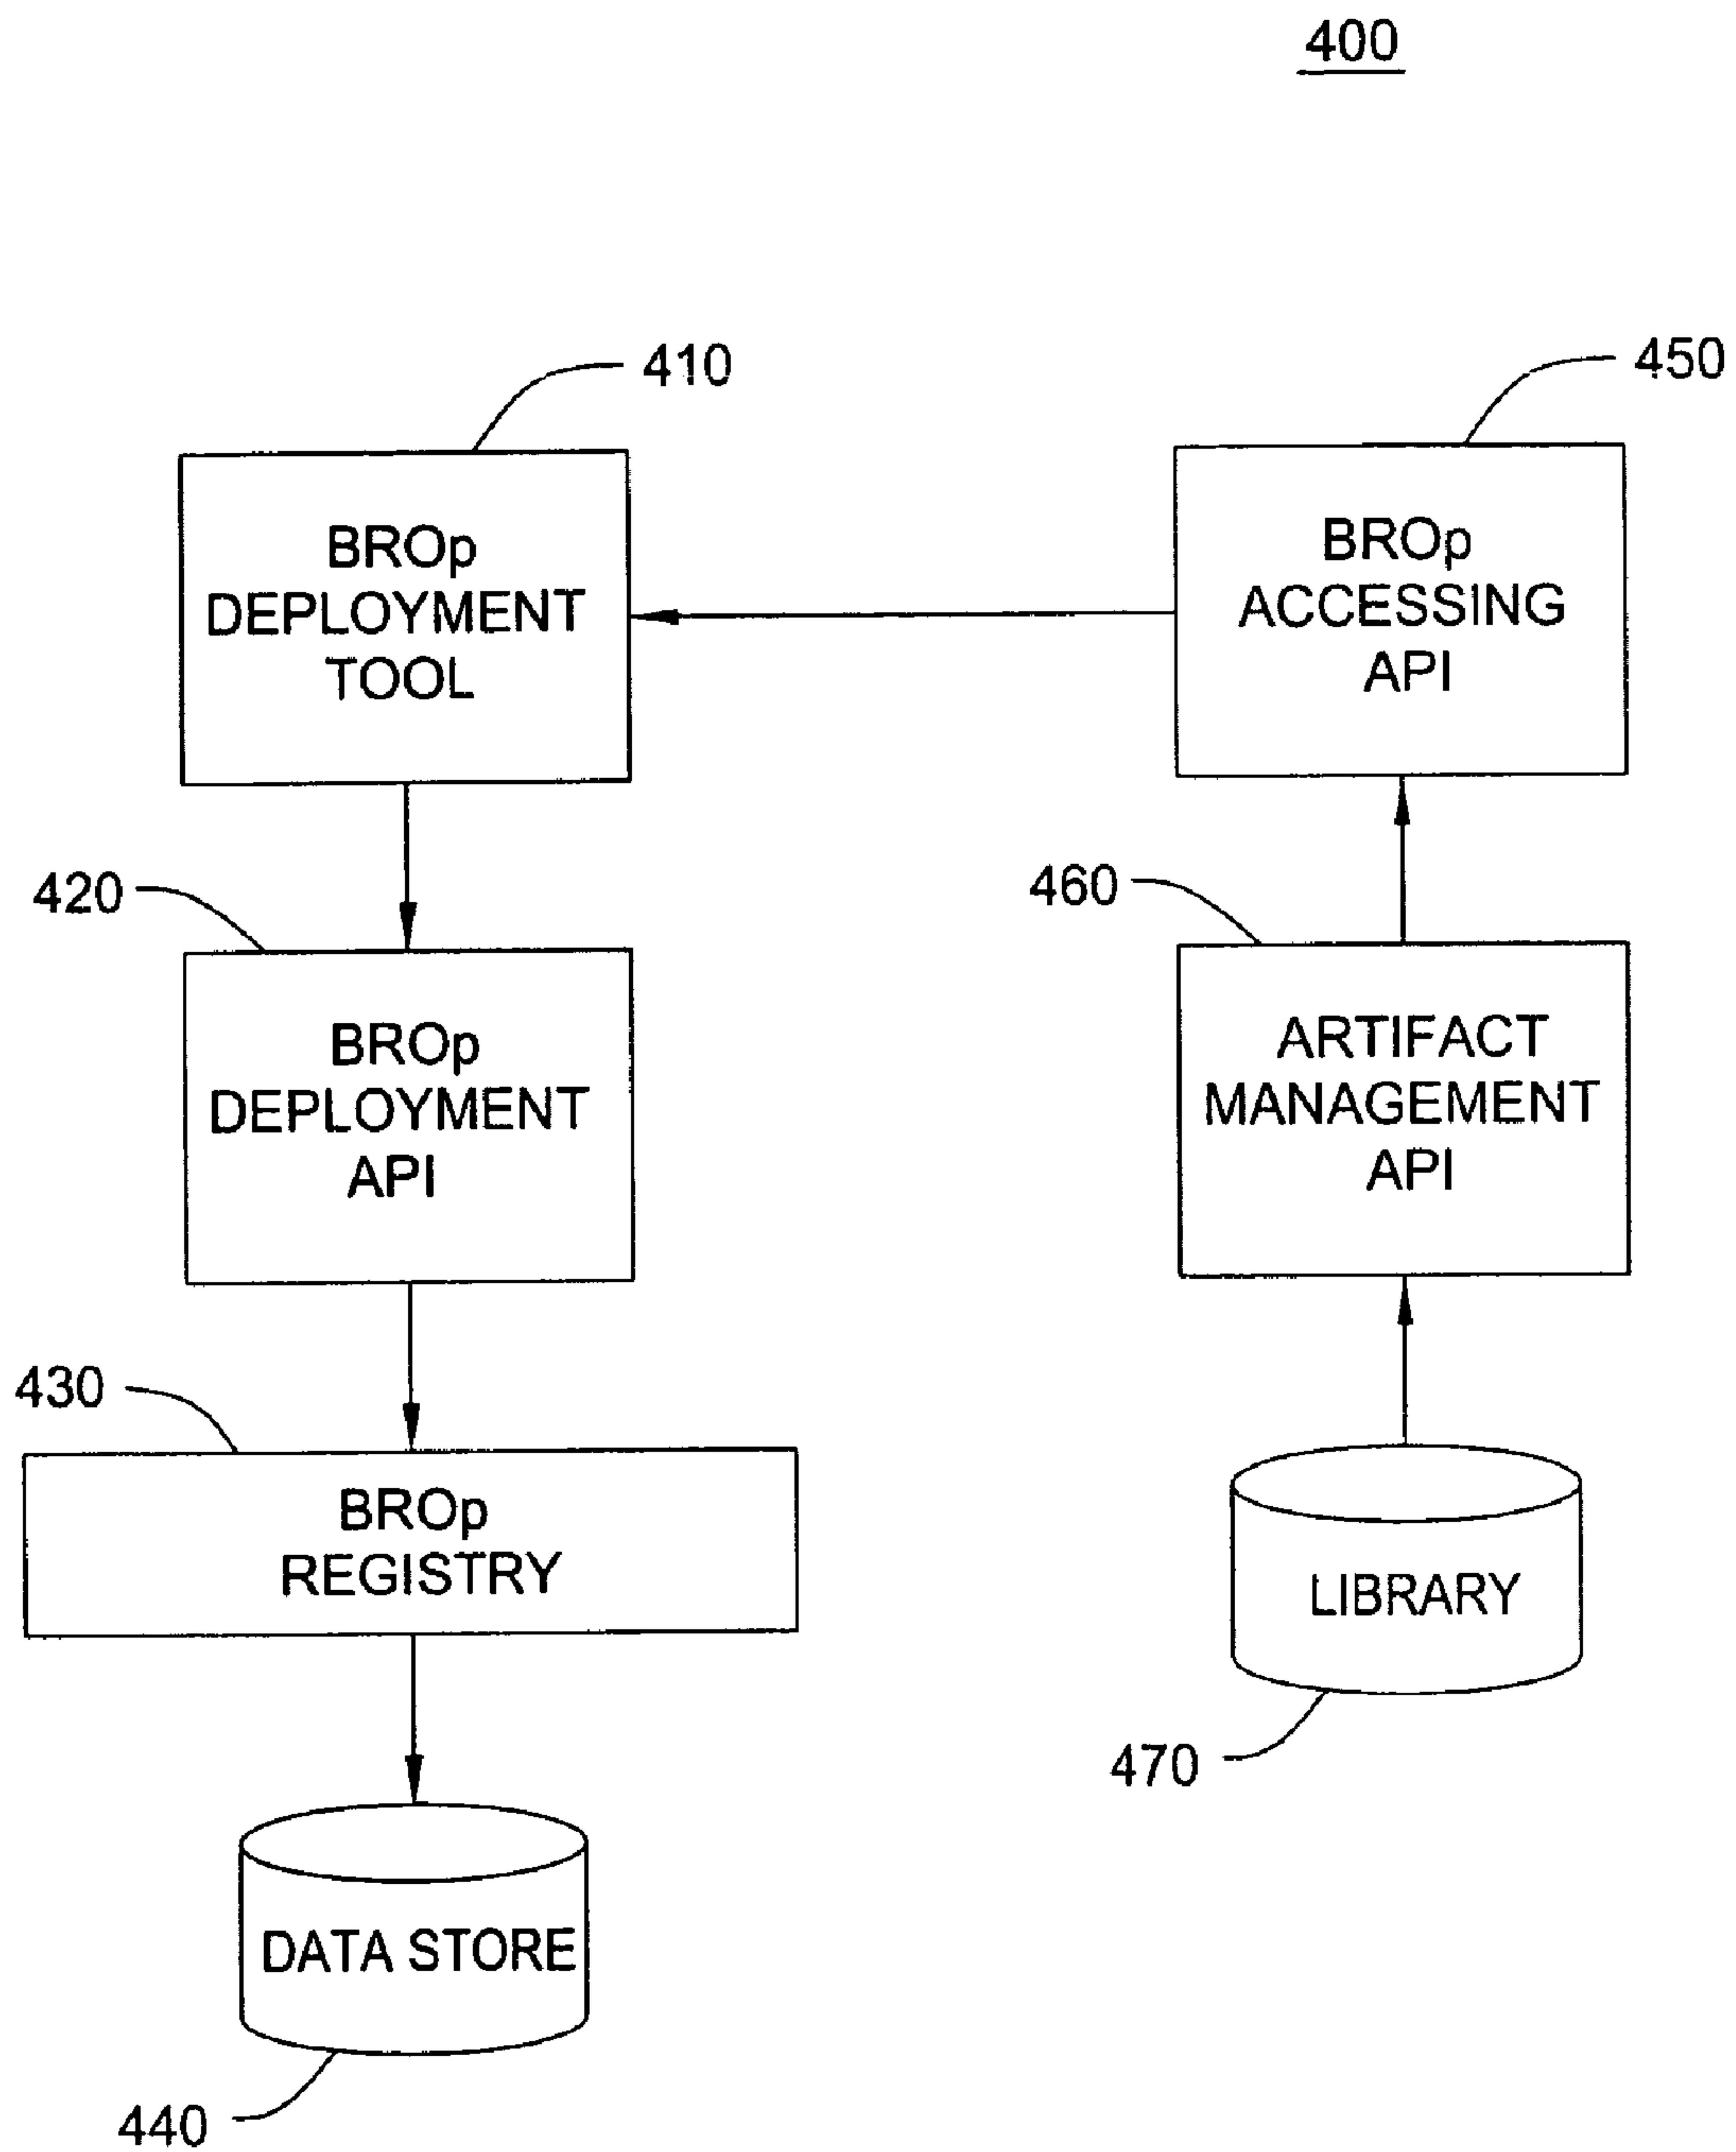 400
410
450
BROp
DEPLOYMENT
TOOL
BROp
ACCESSING
API
420
460
BROp
DEPLOYMENT
API
ARTIFACT
MANAGEMENT
API
430
BROp
REGISTRY
LIBRARY
470
DATA STORE
440